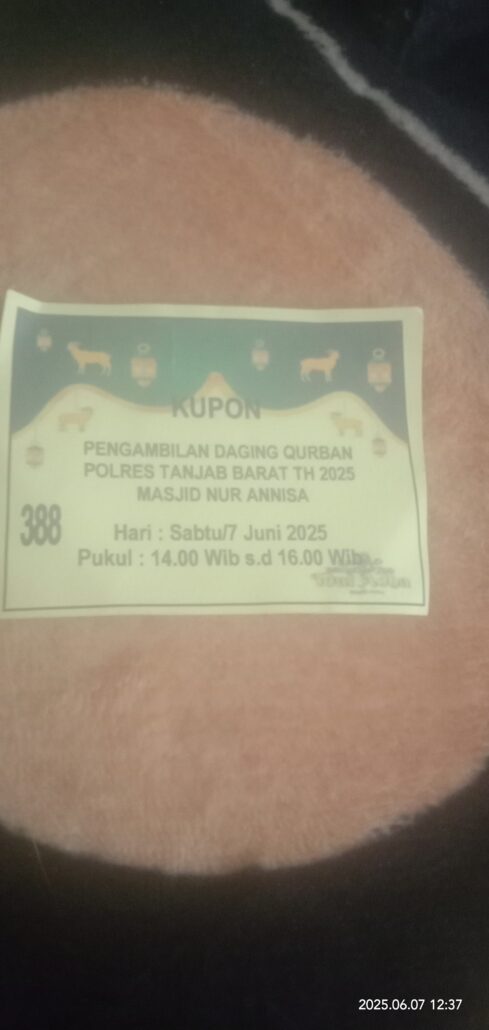 KUPON
PENGAMBILAN DAGING QURBAN
POLRES TANJAB BARAT TH 2025
MASJID NUR ANNISA
388
Hari : Sabtu/7 Juni 2025
Pukul : 14.00 Wib s.d 16.00 Wib
2025.06.07 12:37